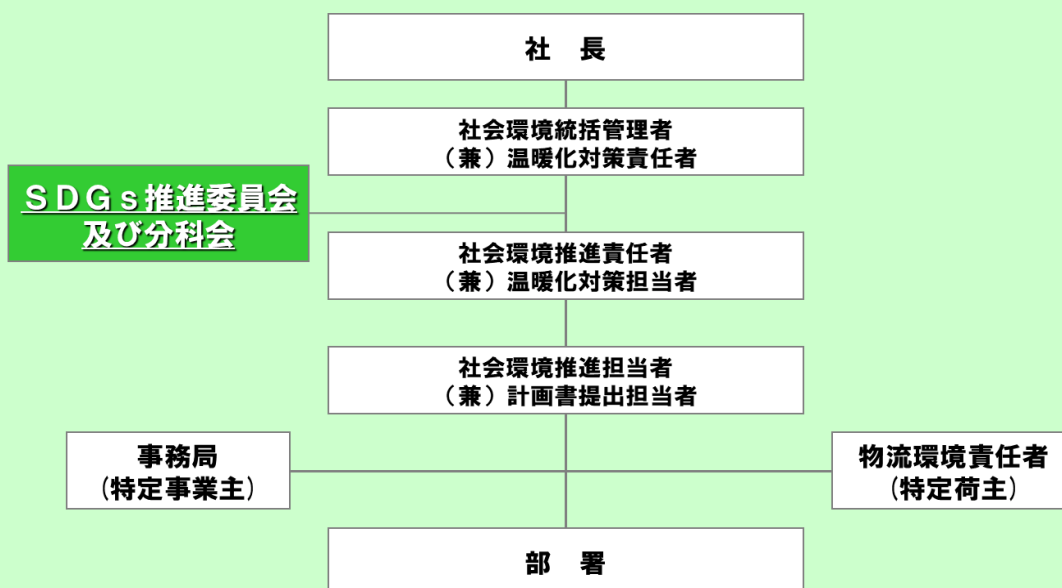 社　長
社会環境統括管理者
（兼）温暖化対策責任者
ＳＤＧｓ推進委員会
及び分科会
社会環境推進責任者
（兼）温暖化対策担当者
社会環境推進担当者
（兼）計画書提出担当者
事務局
（特定事業主）
物流環境責任者
（特定荷主）
部　署